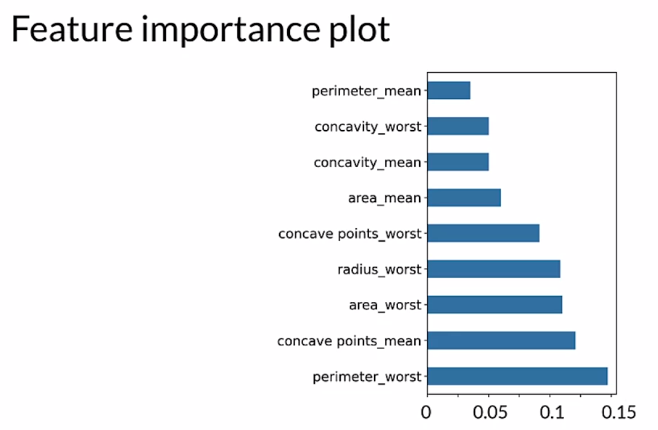 Feature importance plot
perimeter_mean
concavity_worst
concavity_mean
area_mean
concave points_worst
radius_worst
area_worst
concave points_mean
perimeter_worst
0 0.05 0.1 0.15